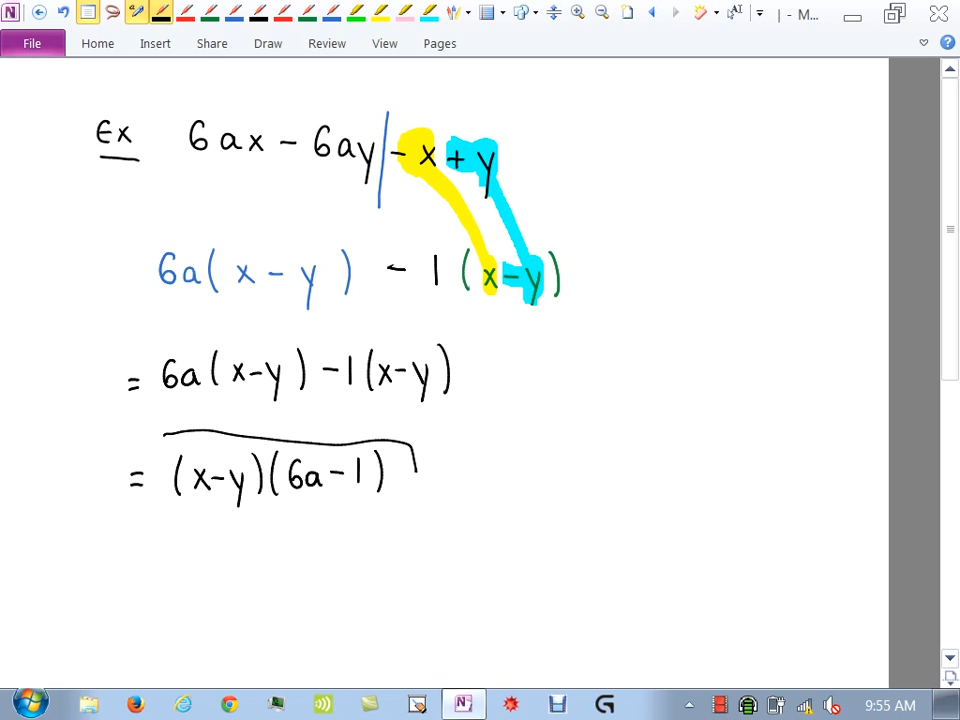 - M...
File Home Insert Share Draw Review View Pages
Ex 6ax - 6ay | - x + y
6a(x - y) - 1(x - y)
= 6a(x-y) -1(x-y)
= (x-y)(6a-1)
9:55 AM